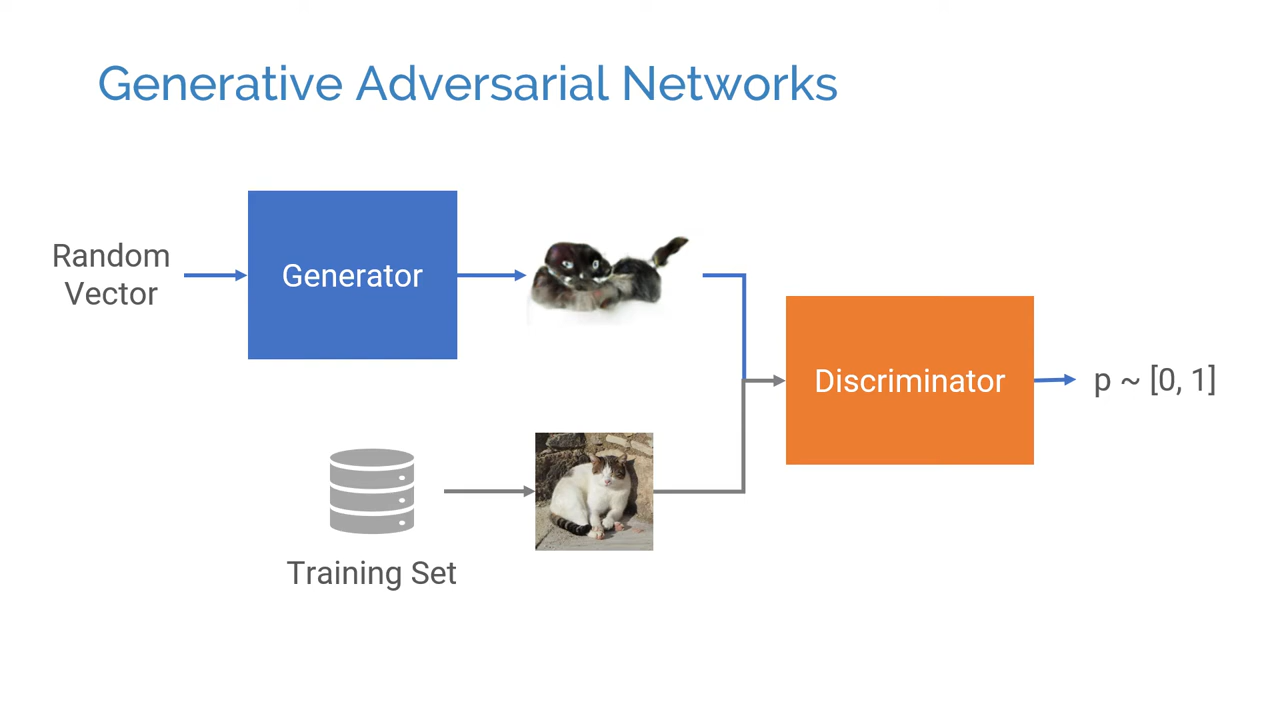 Generative Adversarial Networks
Random
Vector
Generator
Discriminator
p ~ [0, 1]
Training Set